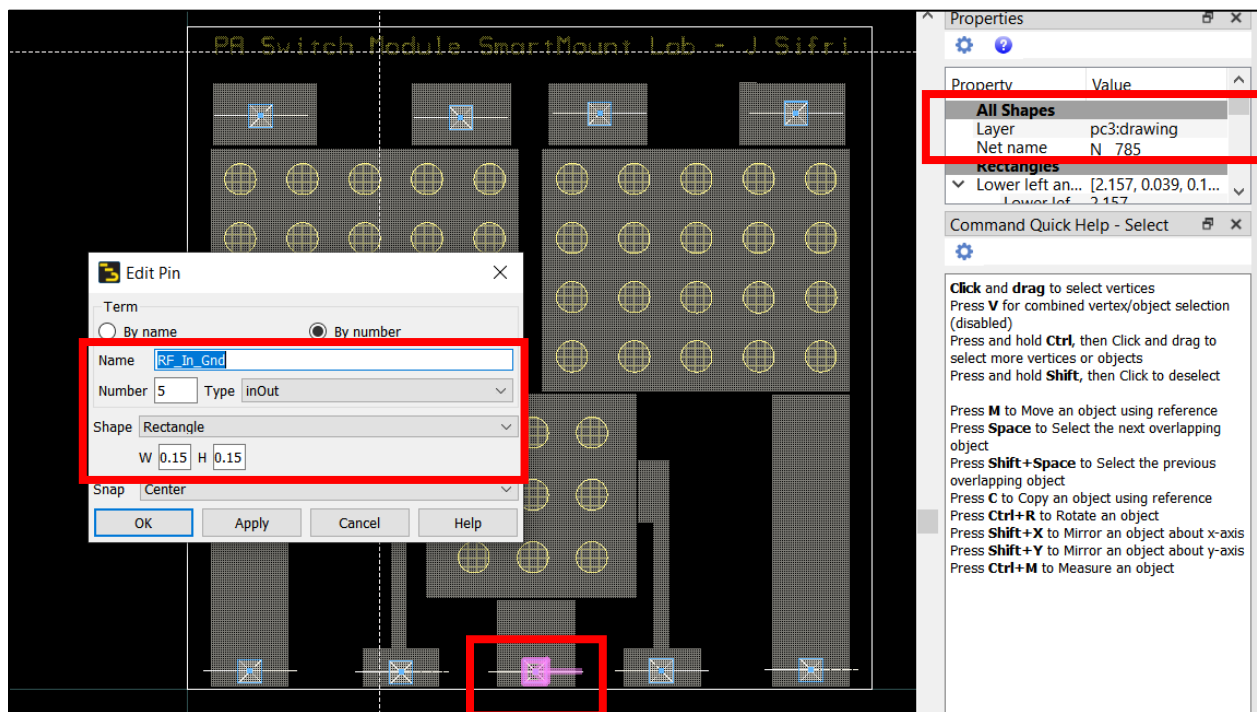 PA Switch Module SmartMount Lab - J Sifri
Edit Pin
Term
By name By number
Name RF_In_Gnd
Number 5 Type inOut
Shape Rectangle
W 0.15 H 0.15
Snap Center
OK Apply Cancel Help
Properties
Property Value
All Shapes
Layer pc3:drawing
Net name N_785
Rectangles
Lower left an... [2.157, 0.039, 0.1...
Lower lef 2.157
Command Quick Help - Select
Click and drag to select vertices
Press V for combined vertex/object selection
(disabled)
Press and hold Ctrl, then Click and drag to
select more vertices or objects
Press and hold Shift, then Click to deselect
Press M to Move an object using reference
Press Space to Select the next overlapping
object
Press Shift+Space to Select the previous
overlapping object
Press C to Copy an object using reference
Press Ctrl+R to Rotate an object
Press Shift+X to Mirror an object about x-axis
Press Shift+Y to Mirror an object about y-axis
Press Ctrl+M to Measure an object